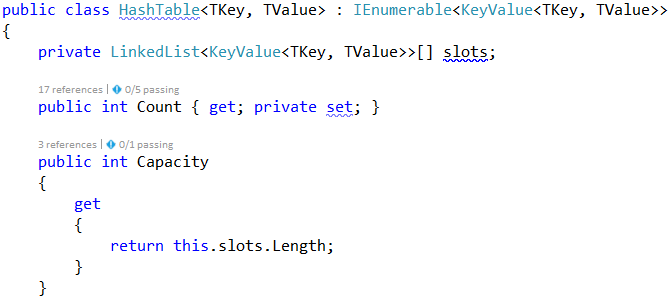 public class HashTable<TKey, TValue> : IEnumerable<KeyValue<TKey, TValue>>
{
    private LinkedList<KeyValue<TKey, TValue>>[] slots;
    17 references | 0/5 passing
    public int Count { get; private set; }
    3 references | 0/1 passing
    public int Capacity
    {
        get
        {
            return this.slots.Length;
        }
    }